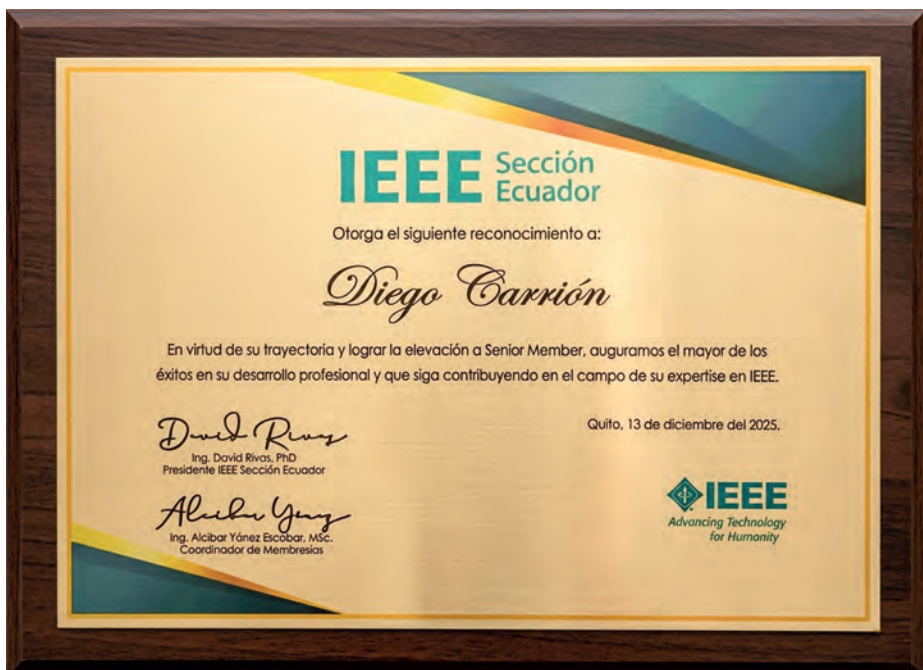 IEEE Sección
Ecuador
Otorga el siguiente reconocimiento a:
Diego Carrión
En virtud de su trayectoria y lograr la elevación a Senior Member, auguramos el mayor de los
éxitos en su desarrollo profesional y que siga contribuyendo en el campo de su expertise en IEEE.
Quito, 13 de diciembre del 2025.
David Rivas
Ing. David Rivas, PhD
Presidente IEEE Sección Ecuador
Ing. Alcibar Yánez Escobar, MSc.
Coordinador de Membresias
IEEE
Advancing Technology
for Humanity